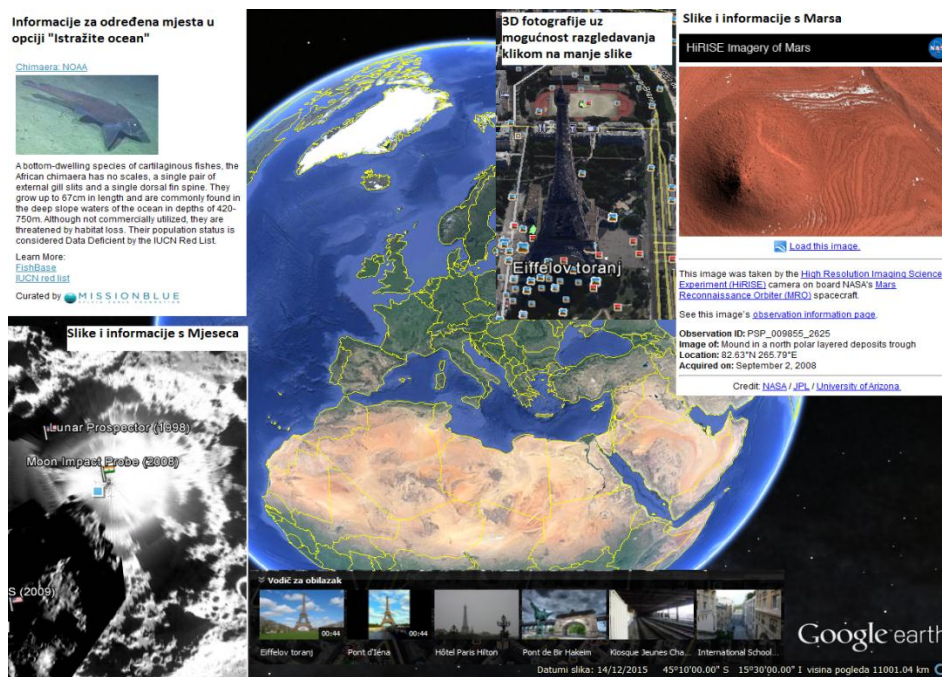 Informacije za određena mjesta u
opciji "Istražite ocean"
Chimaera: NOAA
A bottom-dwelling species of cartilaginous fishes, the
African chimaera has no scales, a single pair of
external gill slits and a single dorsal fin spine. They
grow up to 67cm in length and are commonly found in
the deep slope waters of the ocean in depths of 420-
750m. Although not commercially utilized, they are
threatened by habitat loss. Their population status is
considered Data Deficient by the IUCN Red List.
Learn More:
FishBase
IUCN red list
Curated by MISSIONBLUE
3D fotografije uz
mogućnost razgledavanja
klikom na manje slike
Eiffelov toranj
Slike i informacije s Marsa
HiRISE Imagery of Mars
NASA
Load this image.
This image was taken by the High Resolution Imaging Science
Experiment (HiRISE) camera on board NASA's Mars
Reconnaissance Orbiter (MRO) spacecraft.
See this image's observation information page.
Observation ID: PSP_009855_2625
Image of: Mound in a north polar layered deposits trough
Location: 82.63°N 265.79°E
Acquired on: September 2, 2008
Credit: NASA / JPL / University of Arizona.
Slike i informacije s Mjeseca
Lunar Prospector (1998)
Moon Impact Probe (2008)
S (2009)
Vodič za obilazak
00:44
00:44
Eiffelov toranj
Pont d'Iéna
Hôtel Paris Hilton
Pont de Bir Hakeim
Kiosque Jeunes Cha...
International School...
Google earth
Datumi slika: 14/12/2015 45°10'00.00" S 15°30'00.00" I visina pogleda 11001.04 km